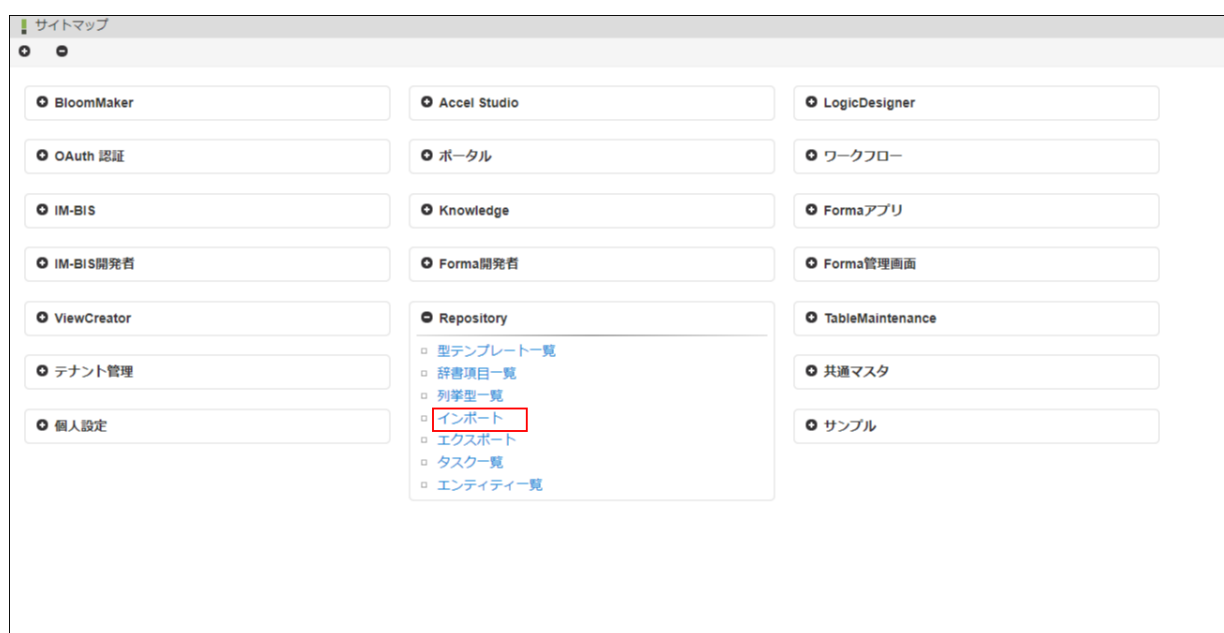 サイトマップ
BloomMaker
Accel Studio
LogicDesigner
OAuth 認証
ポータル
ワークフロー
IM-BIS
Knowledge
Formaアプリ
IM-BIS開発者
Forma開発者
Forma管理画面
ViewCreator
Repository
TableMaintenance
型テンプレート一覧
辞書項目一覧
列挙型一覧
インポート
エクスポート
タスク一覧
エンティティ一覧
テナント管理
共通マスタ
個人設定
サンプル